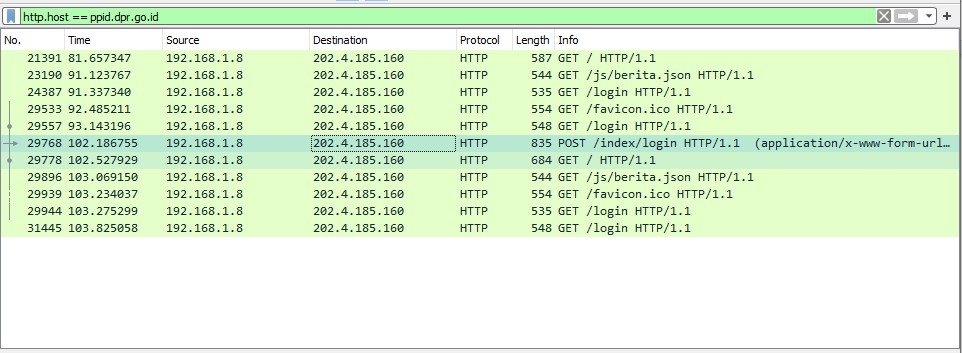 http.host == ppid.dpr.go.id
No. Time Source Destination Protocol Length Info
21391 81.657347 192.168.1.8 202.4.185.160 HTTP 587 GET / HTTP/1.1
23190 91.123767 192.168.1.8 202.4.185.160 HTTP 544 GET /js/berita.json HTTP/1.1
24387 91.337340 192.168.1.8 202.4.185.160 HTTP 535 GET /login HTTP/1.1
29533 92.485211 192.168.1.8 202.4.185.160 HTTP 554 GET /favicon.ico HTTP/1.1
29557 93.143196 192.168.1.8 202.4.185.160 HTTP 548 GET /login HTTP/1.1
29768 102.186755 192.168.1.8 202.4.185.160 HTTP 835 POST /index/login HTTP/1.1 (application/x-www-form-url…
29778 102.527929 192.168.1.8 202.4.185.160 HTTP 684 GET / HTTP/1.1
29896 103.069150 192.168.1.8 202.4.185.160 HTTP 544 GET /js/berita.json HTTP/1.1
29939 103.234037 192.168.1.8 202.4.185.160 HTTP 554 GET /favicon.ico HTTP/1.1
29944 103.275299 192.168.1.8 202.4.185.160 HTTP 535 GET /login HTTP/1.1
31445 103.825058 192.168.1.8 202.4.185.160 HTTP 548 GET /login HTTP/1.1